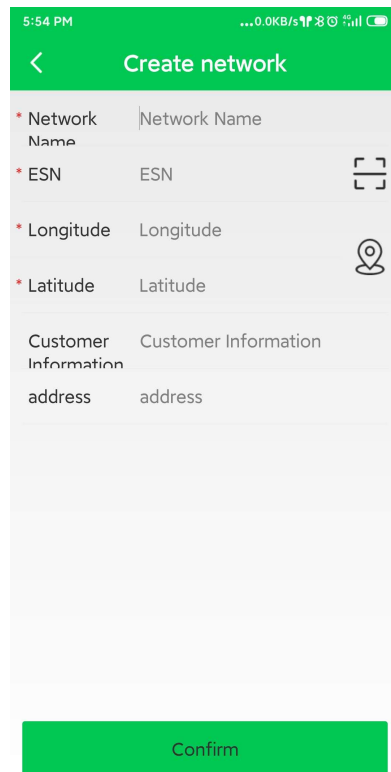 5:54 PM
...0.0KB/s 4G
Create network
* Network Name
Network Name
* ESN
ESN
* Longitude
Longitude
* Latitude
Latitude
Customer Information
Customer Information
address
address
Confirm